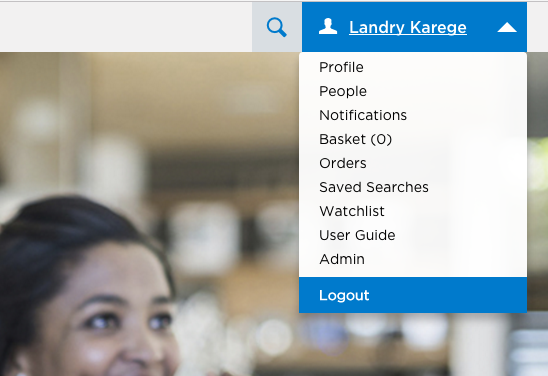 Landry Karege
Profile
People
Notifications
Basket (0)
Orders
Saved Searches
Watchlist
User Guide
Admin
Logout